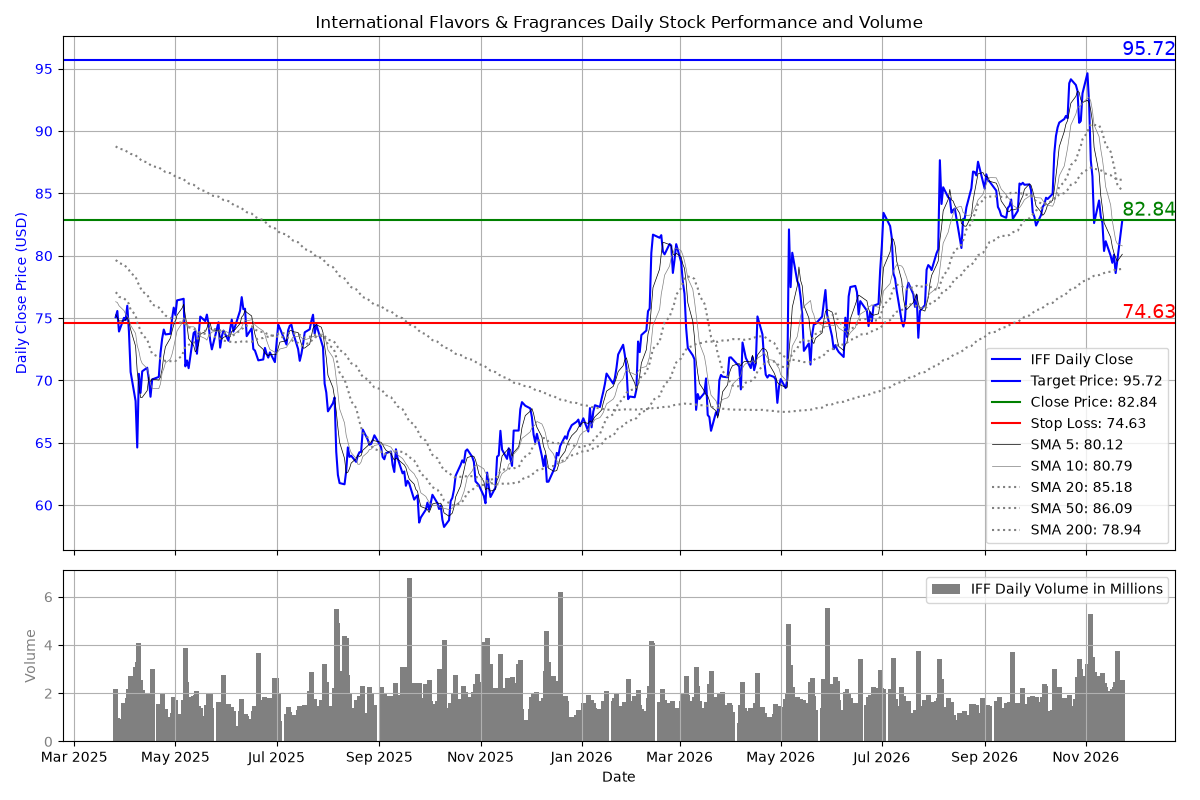 International Flavors & Fragrances Daily Stock Performance and Volume
95.72
82.84
74.63
Daily Close Price (USD)
95
90
85
80
75
70
65
60
IFF Daily Close
Target Price: 95.72
Close Price: 82.84
Stop Loss: 74.63
SMA 5: 80.12
SMA 10: 80.79
SMA 20: 85.18
SMA 50: 86.09
SMA 200: 78.94
Volume
6
4
2
0
IFF Daily Volume in Millions
Mar 2025 May 2025 Jul 2025 Sep 2025 Nov 2025 Jan 2026 Mar 2026 May 2026 Jul 2026 Sep 2026 Nov 2026
Date